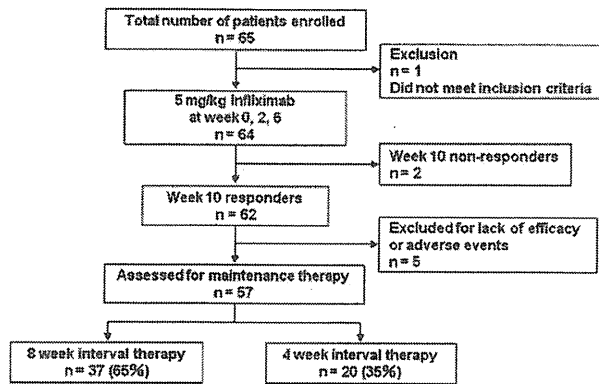 Total number of patients enrolled
n = 65
Exclusion
n = 1
Did not meet inclusion criteria
5 mg/kg infliximab
at week 0, 2, 6
n = 64
Week 10 non-responders
n = 2
Week 10 responders
n = 62
Excluded for lack of efficacy
or adverse events
n = 5
Assessed for maintenance therapy
n = 57
8 week interval therapy
n = 37 (65%)
4 week interval therapy
n = 20 (35%)